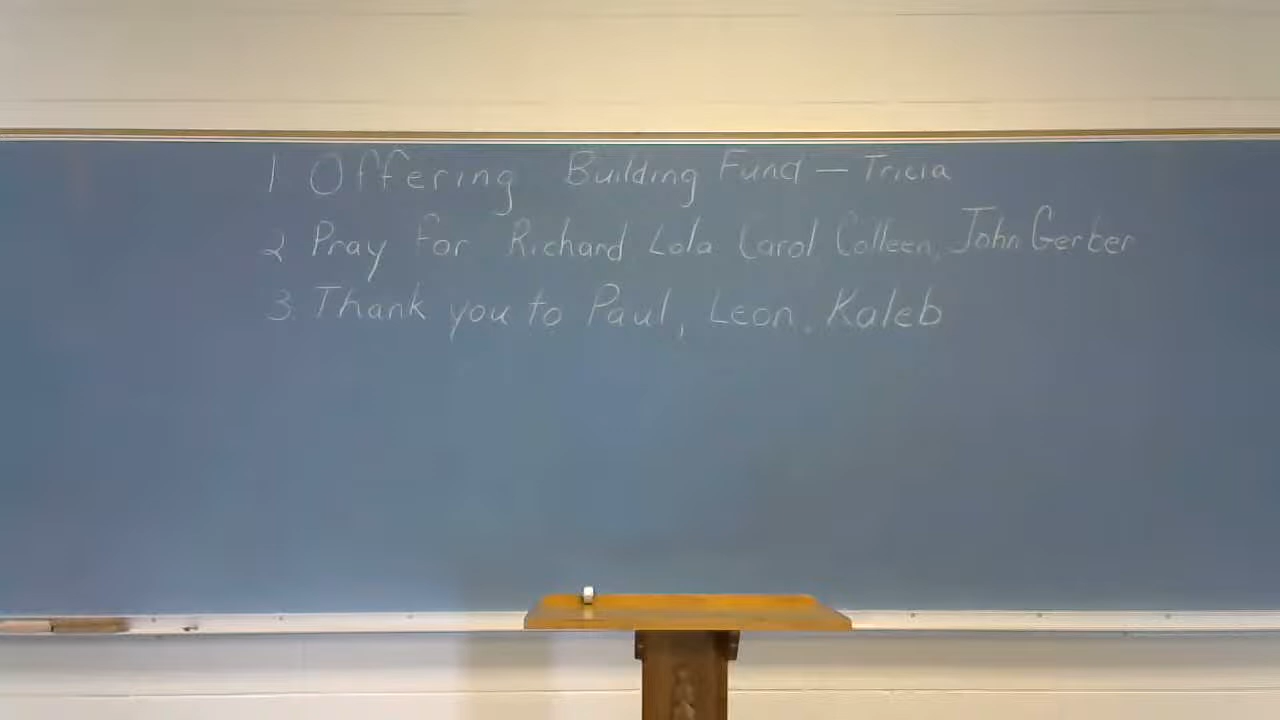 1. Offering Building Fund — Tricia
2 Pray for Richard Lola Carol Colleen, John Gerber
3. Thank you to Paul, Leon, Kaleb